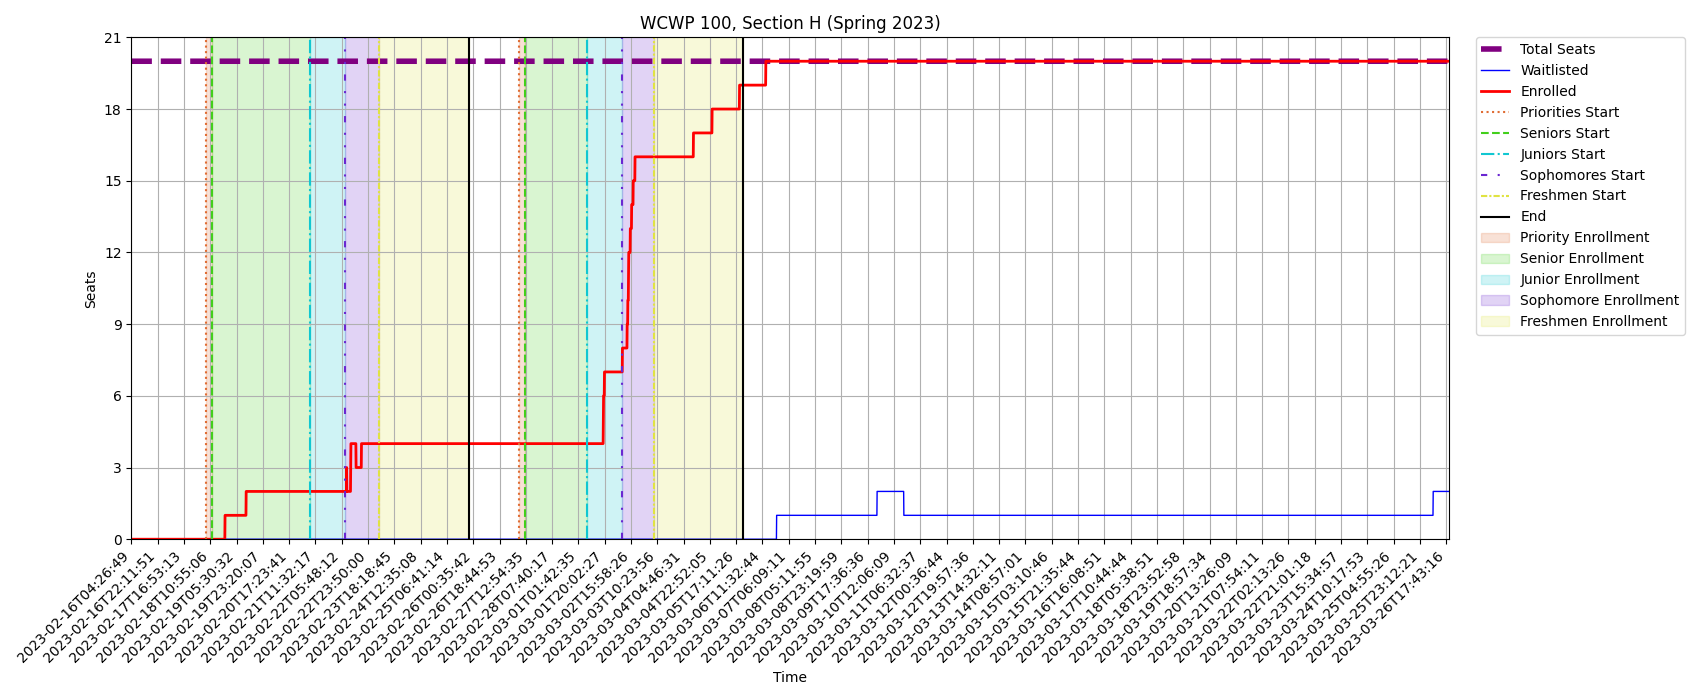 WCWP 100, Section H (Spring 2023)
Seats
21
18
15
12
9
6
3
0
2023-02-16T04:26:49
2023-02-16T22:11:51
2023-02-17T16:53:13
2023-02-18T10:55:06
2023-02-19T05:30:32
2023-02-19T23:20:07
2023-02-20T17:23:41
2023-02-21T11:32:17
2023-02-22T05:48:12
2023-02-22T23:50:00
2023-02-23T18:18:45
2023-02-24T12:35:08
2023-02-25T06:41:14
2023-02-26T00:35:42
2023-02-26T18:44:53
2023-02-27T12:54:35
2023-02-28T07:40:17
2023-03-01T01:42:35
2023-03-01T20:02:27
2023-03-02T15:58:26
2023-03-03T10:23:56
2023-03-04T04:46:31
2023-03-04T22:52:05
2023-03-05T17:11:26
2023-03-06T11:32:44
2023-03-07T06:09:11
2023-03-08T05:11:55
2023-03-08T23:19:59
2023-03-09T17:36:36
2023-03-10T12:06:09
2023-03-11T06:32:37
2023-03-12T00:36:44
2023-03-12T19:57:36
2023-03-13T14:32:11
2023-03-14T08:57:01
2023-03-15T03:10:46
2023-03-15T21:35:44
2023-03-16T16:08:51
2023-03-17T10:44:44
2023-03-18T05:38:51
2023-03-18T23:52:58
2023-03-19T18:57:34
2023-03-20T13:26:09
2023-03-21T07:54:11
2023-03-22T02:13:26
2023-03-22T21:01:18
2023-03-23T15:34:57
2023-03-24T10:17:53
2023-03-25T04:55:26
2023-03-25T23:12:21
2023-03-26T17:43:16
Time
Total Seats
Waitlisted
Enrolled
Priorities Start
Seniors Start
Juniors Start
Sophomores Start
Freshmen Start
End
Priority Enrollment
Senior Enrollment
Junior Enrollment
Sophomore Enrollment
Freshmen Enrollment